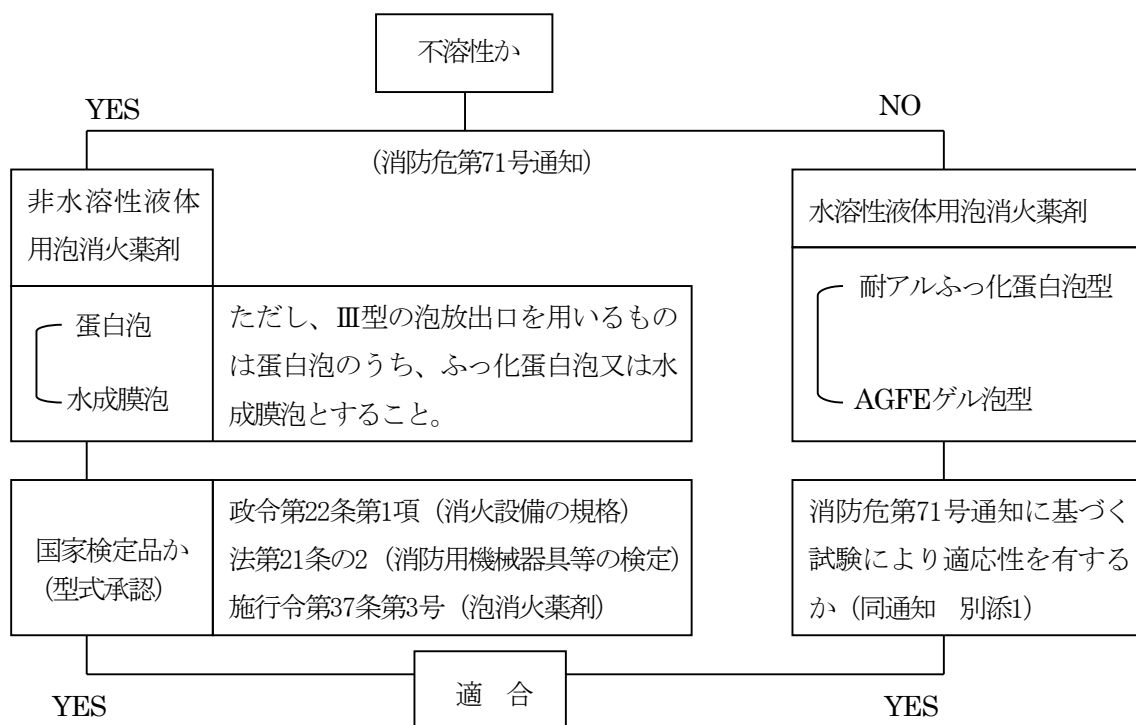 不溶性か
YES
NO
(消防危第71号通知)
非水溶性液体
用泡消火薬剤
蛋白泡
水成膜泡
ただし、Ⅲ型の泡放出口を用いるもの
は蛋白泡のうち、ふっ化蛋白泡又は水
成膜泡とすること。
国家検定品か
(型式承認)
政令第22条第1項（消火設備の規格）
法第21条の2（消防用機械器具等の検定）
施行令第37条第3号（泡消火薬剤）
水溶性液体用泡消火薬剤
耐アルふっ化蛋白泡型
AGFEゲル泡型
消防危第71号通知に基づく
試験により適応性を有する
か（同通知　別添1）
YES
適　合
YES